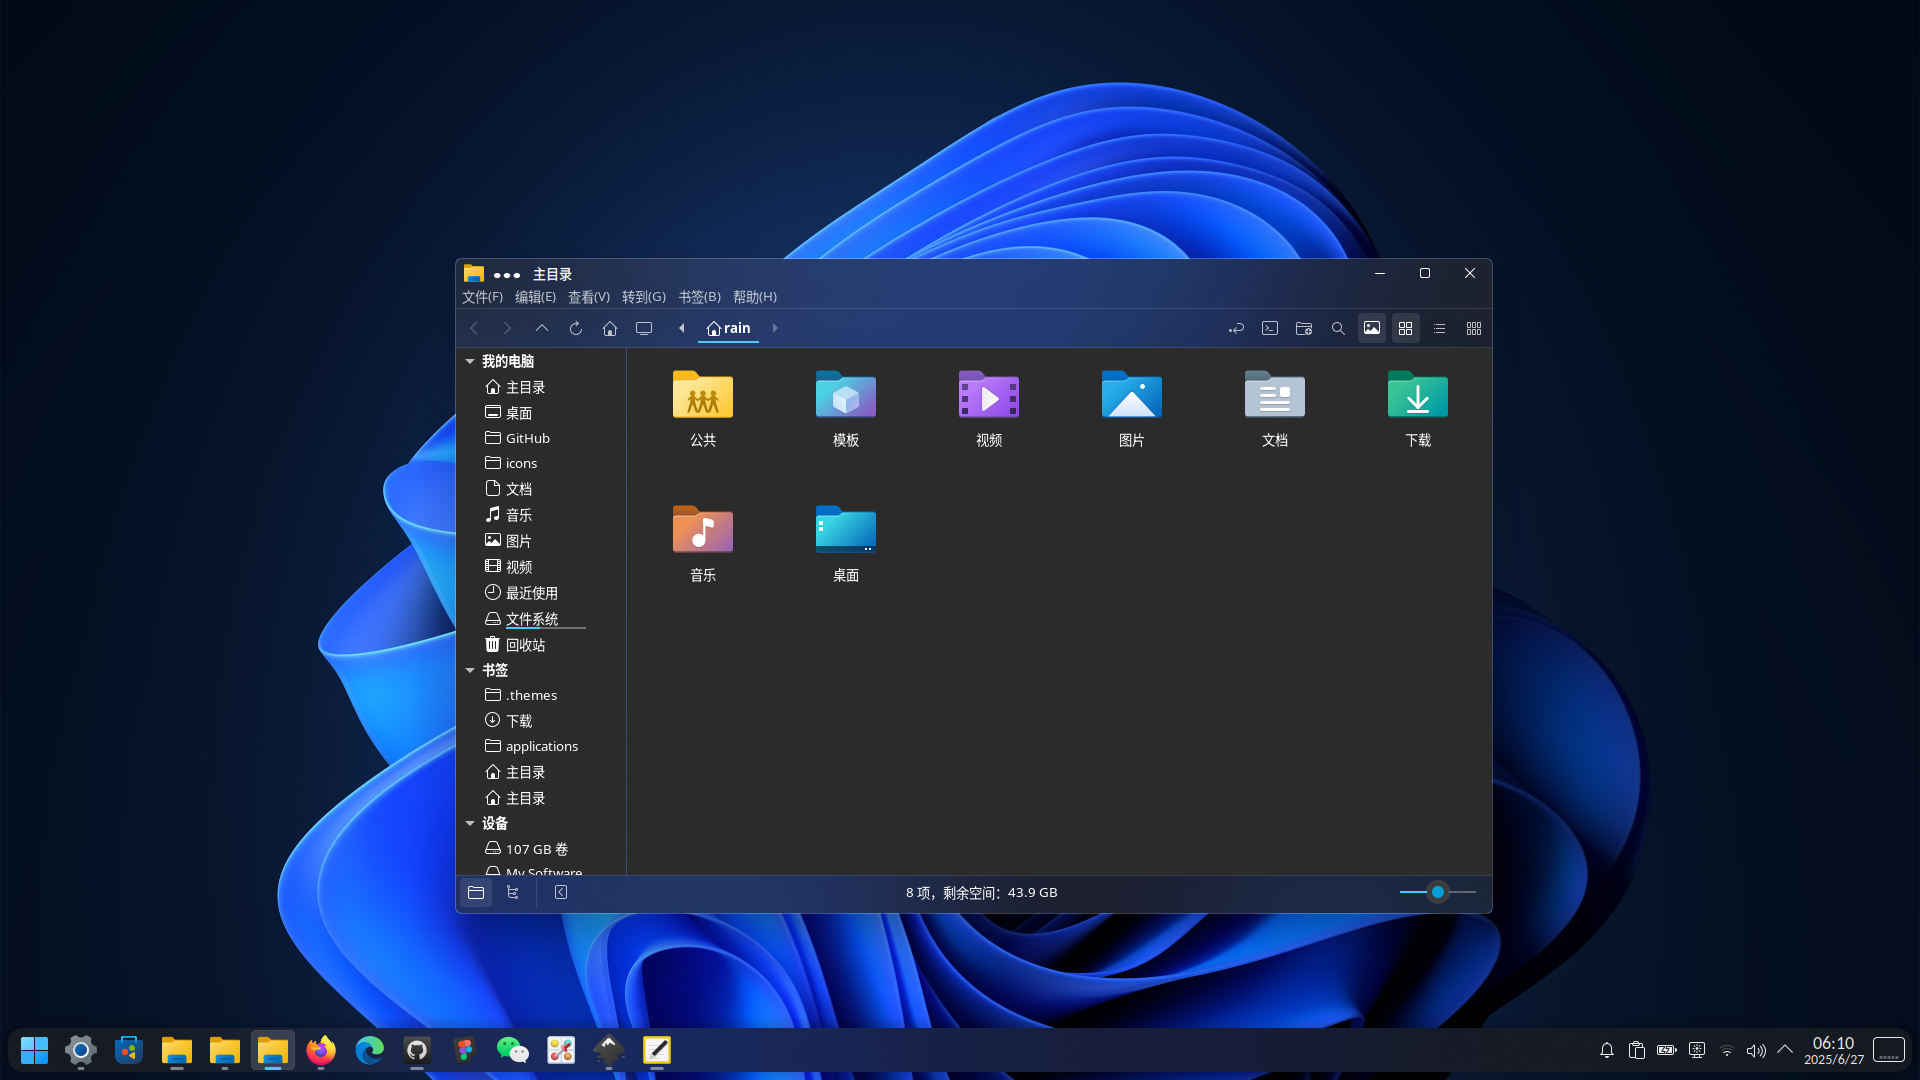 主目录
文件(F) 编辑(E) 查看(V) 转到(G) 书签(B) 帮助(H)
rain
我的电脑
主目录
桌面
GitHub
icons
文档
音乐
图片
视频
最近使用
文件系统
回收站
书签
.themes
下载
applications
主目录
主目录
设备
107 GB 卷
My Software
公共 模板 视频 图片 文档 下载
音乐 桌面
8 项，剩余空间：43.9 GB
06:10
2025/6/27